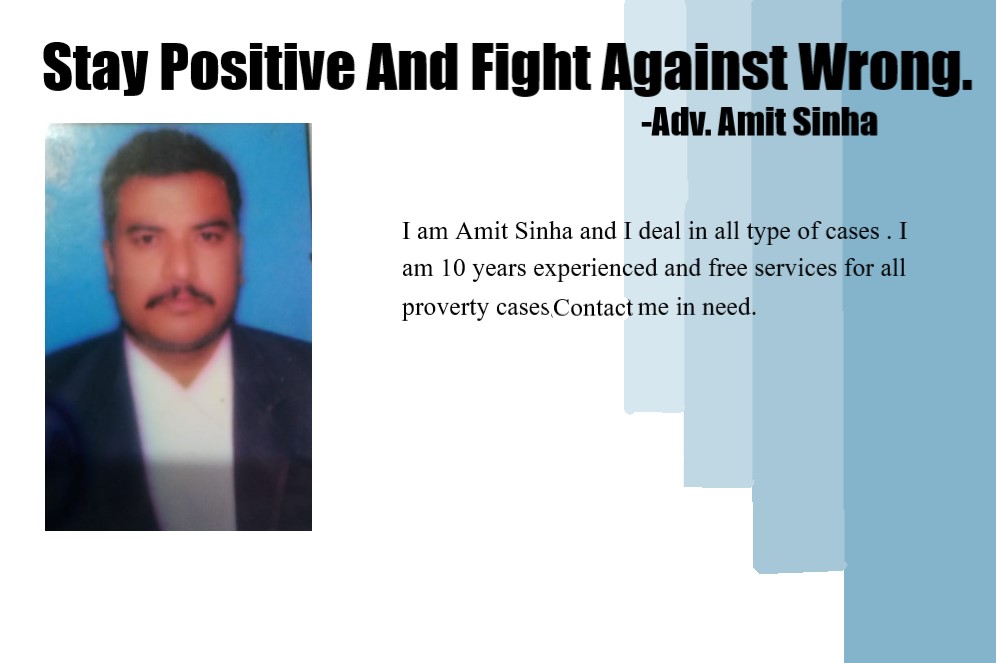 Stay Positive And Fight Against Wrong.
-Adv. Amit Sinha
I am Amit Sinha and I deal in all type of cases . I
am 10 years experienced and free services for all
proverty cases,Contact me in need.